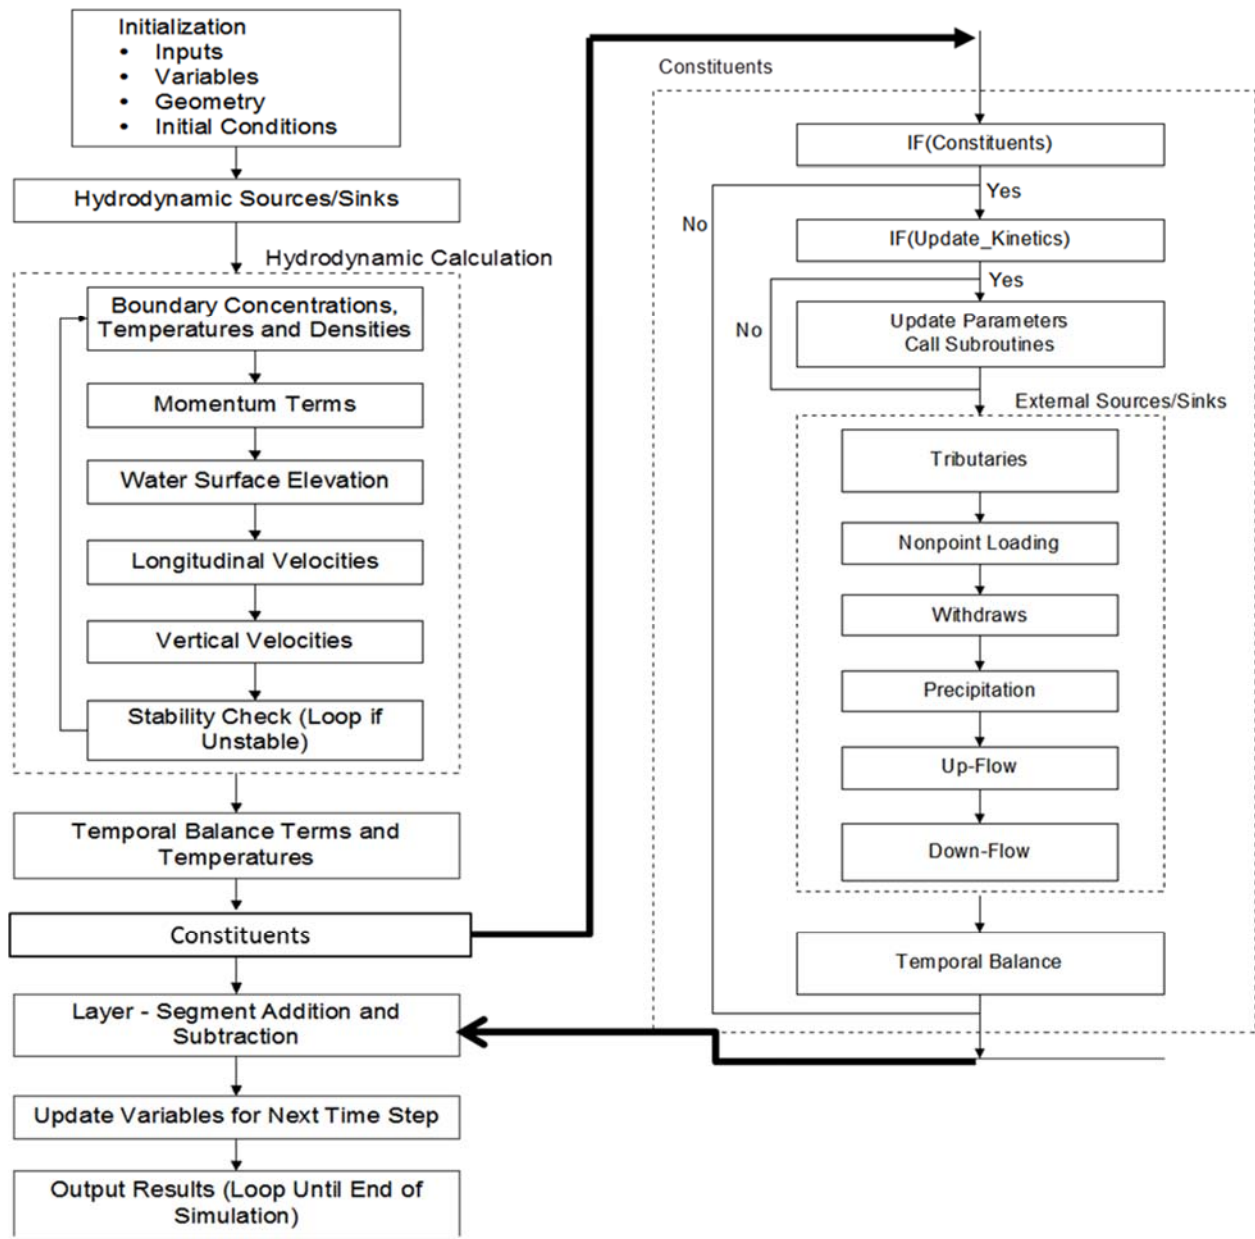 Initialization
• Inputs
• Variables
• Geometry
• Initial Conditions
Hydrodynamic Sources/Sinks
Hydrodynamic Calculation
Boundary Concentrations,
Temperatures and Densities
Momentum Terms
Water Surface Elevation
Longitudinal Velocities
Vertical Velocities
Stability Check (Loop if
Unstable)
Temporal Balance Terms and
Temperatures
Constituents
Layer - Segment Addition and
Subtraction
Update Variables for Next Time Step
Output Results (Loop Until End of
Simulation)
Constituents
IF(Constituents)
Yes
No
IF(Update_Kinetics)
Yes
No
Update Parameters
Call Subroutines
External Sources/Sinks
Tributaries
Nonpoint Loading
Withdraws
Precipitation
Up-Flow
Down-Flow
Temporal Balance